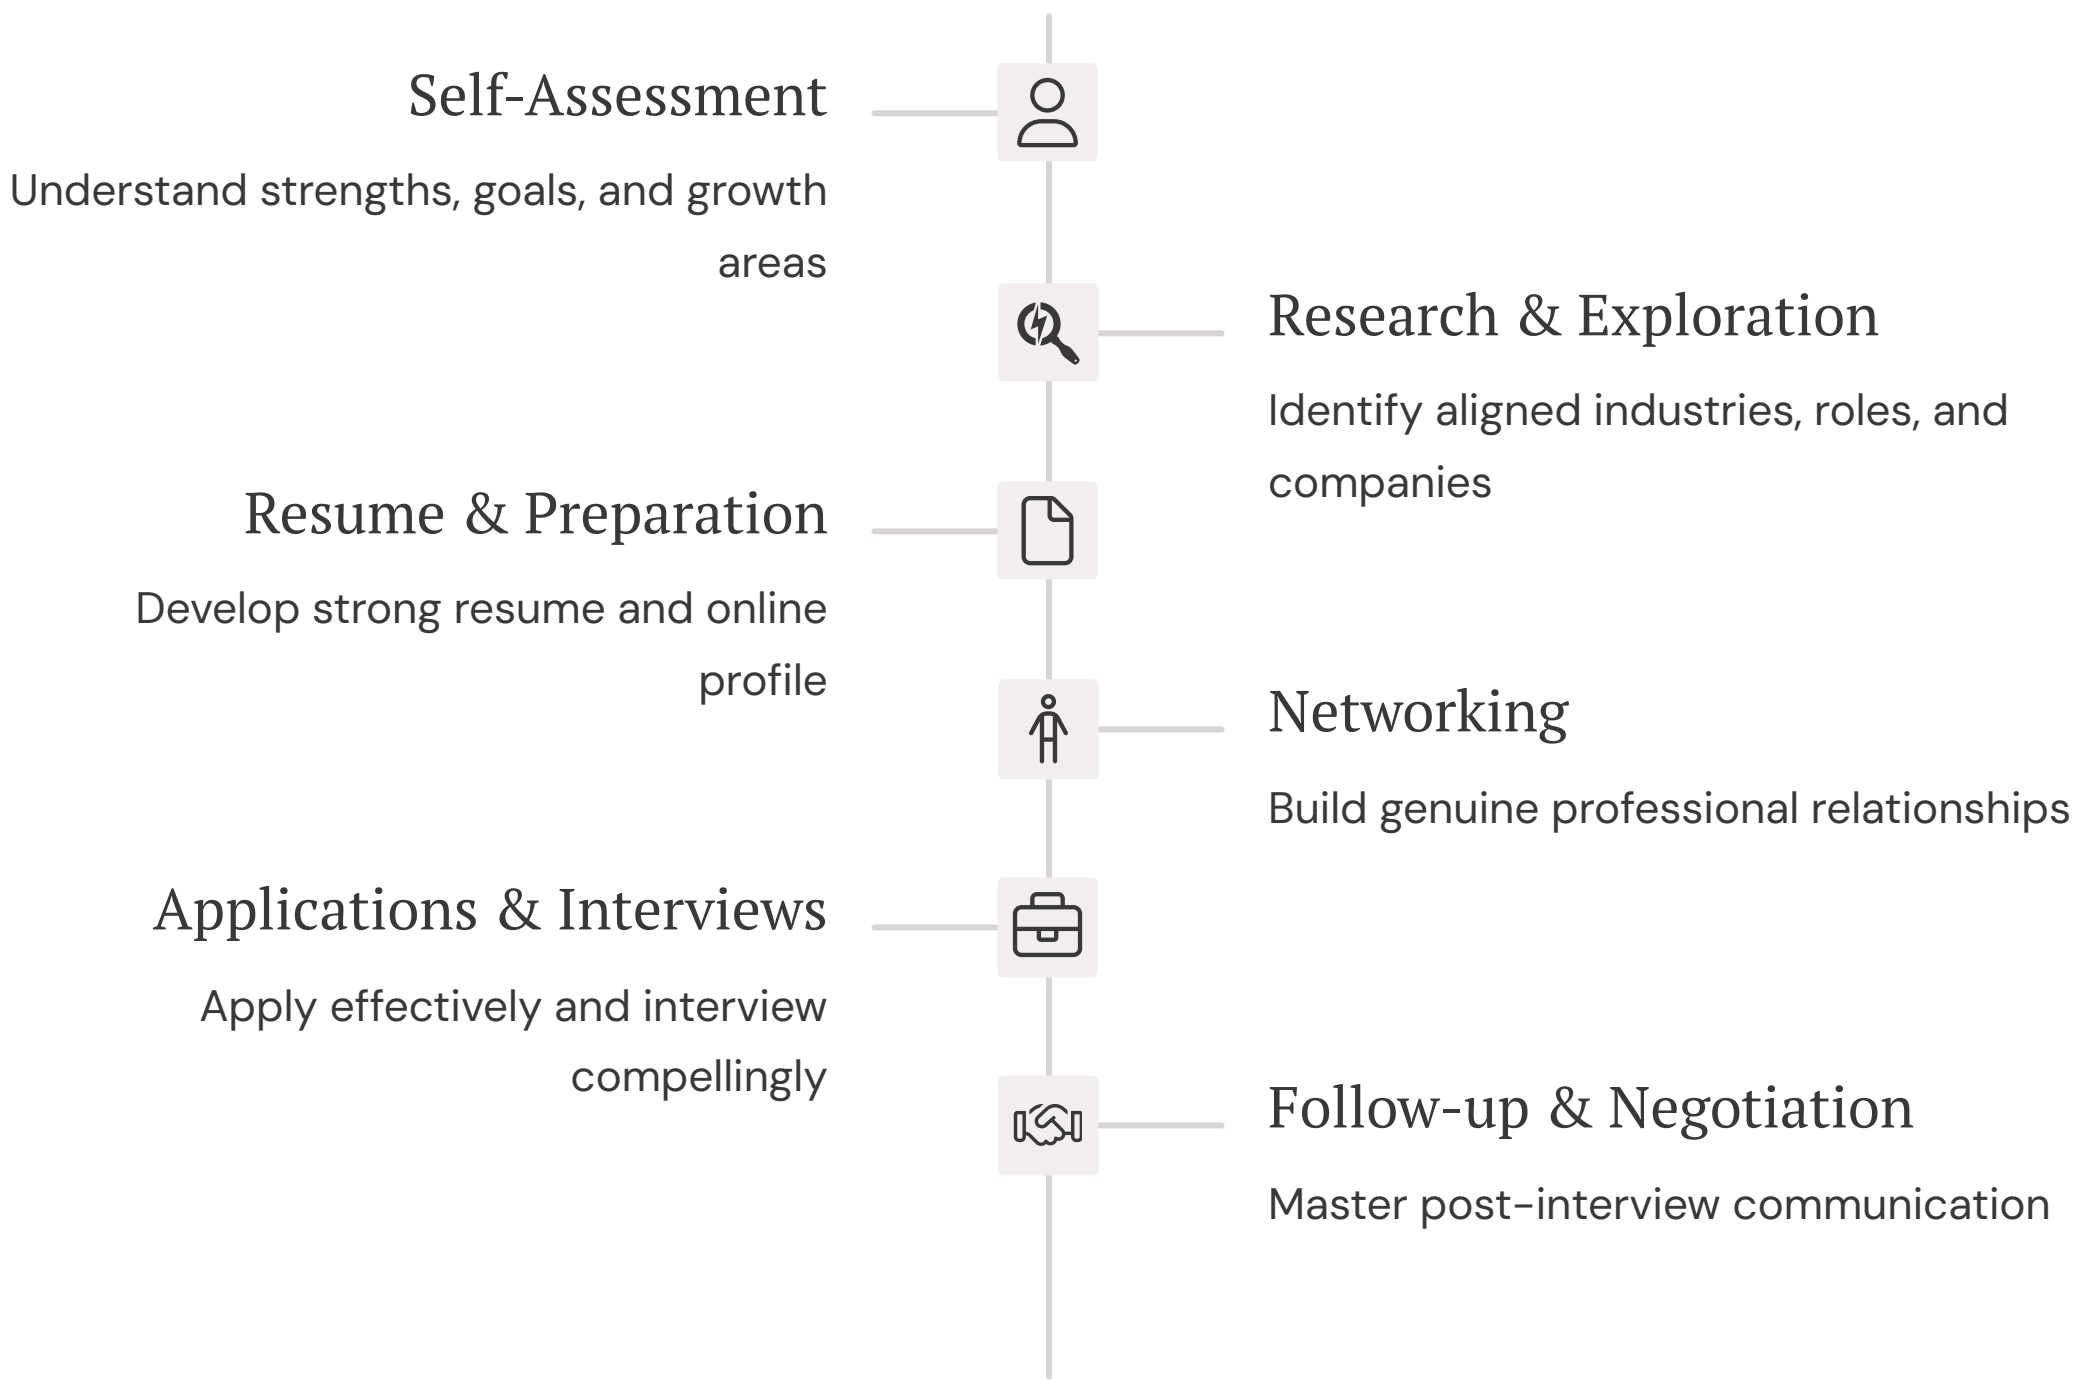 Self-Assessment
Understand strengths, goals, and growth
areas
Research & Exploration
Identify aligned industries, roles, and
companies
Resume & Preparation
Develop strong resume and online
profile
Networking
Build genuine professional relationships
Applications & Interviews
Apply effectively and interview
compellingly
Follow-up & Negotiation
Master post-interview communication